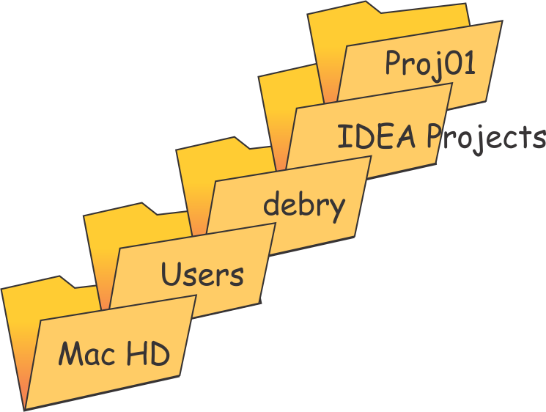 Proj01
IDEA Projects
debry
Users
Mac HD